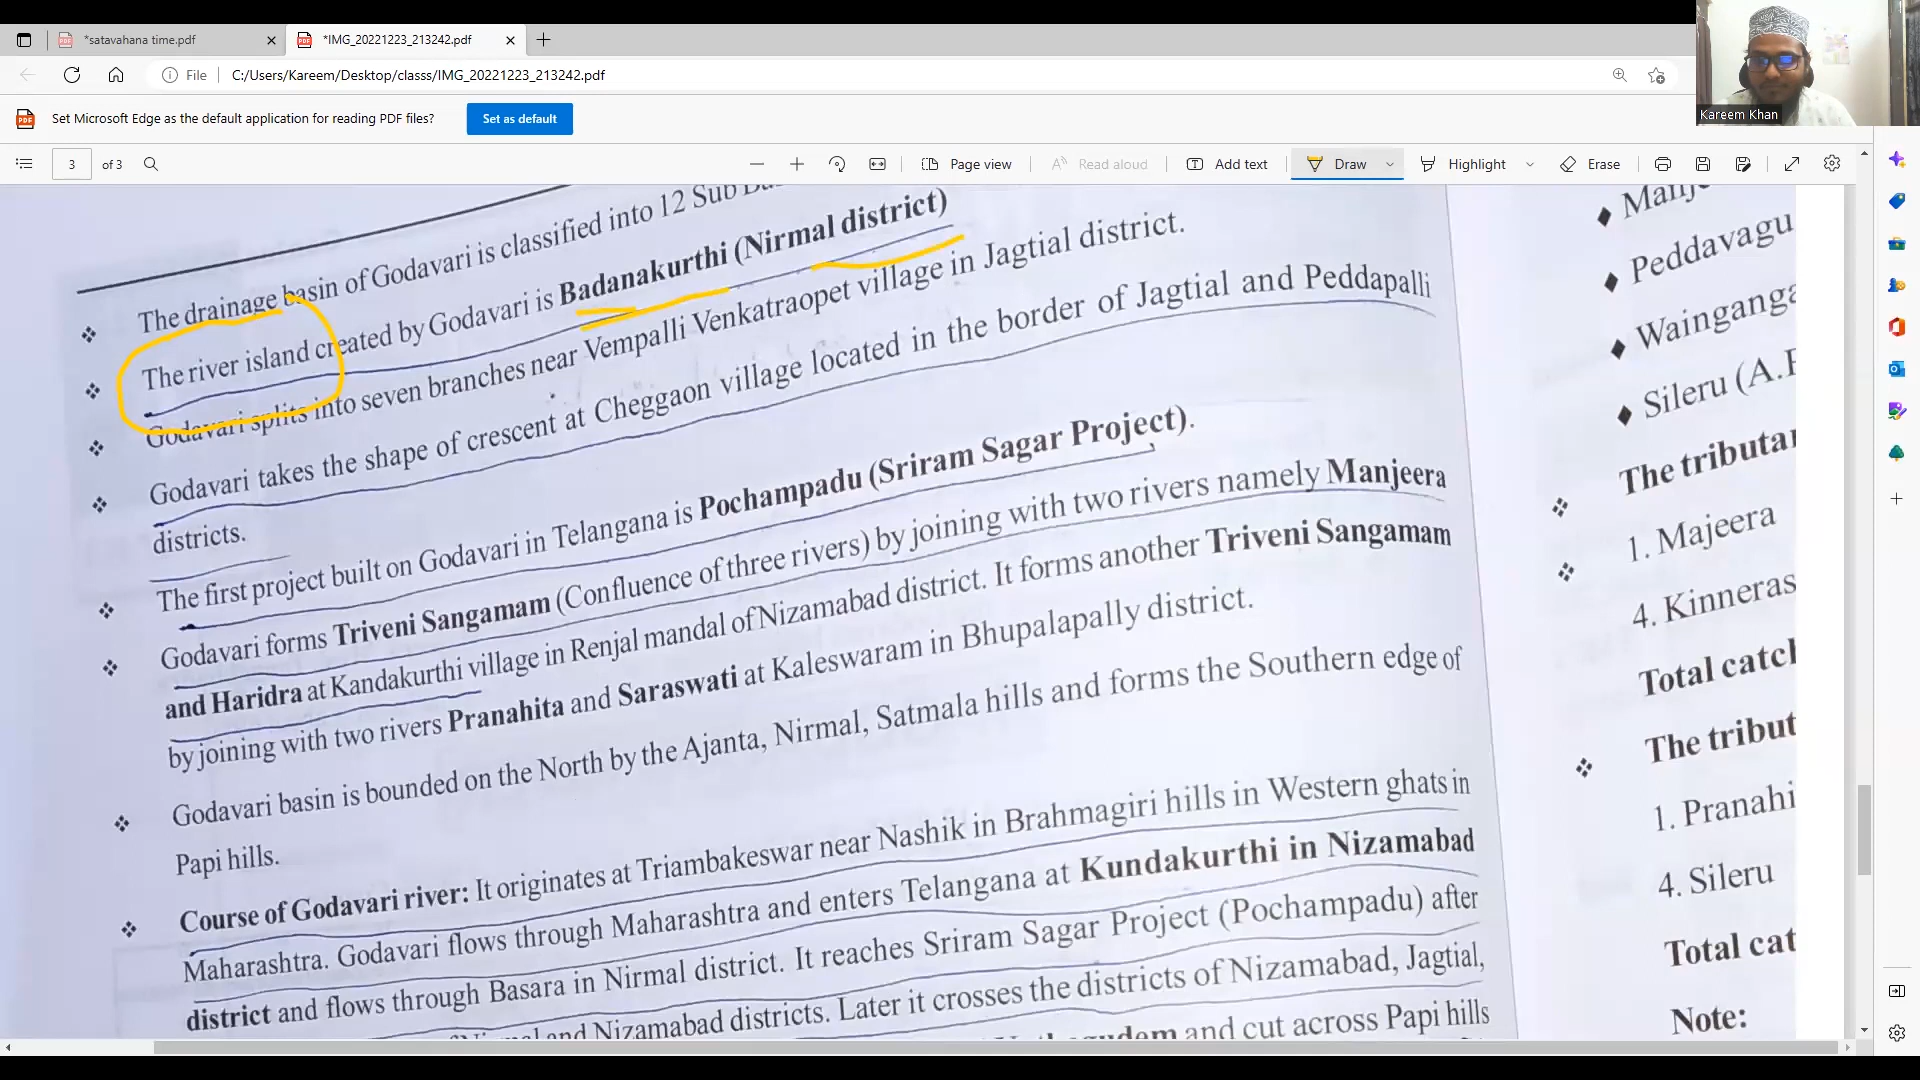 *satavahana time.pdf
*IMG_20221223_213242.pdf
File
C:/Users/Kareem/Desktop/classs/IMG_20221223_213242.pdf
Kareem Khan
Set Microsoft Edge as the default application for reading PDF files?
Set as default
3 of 3
Page view
Read aloud
Add text
Draw
Highlight
Erase
The drainage basin of Godavari is classified into 12 Sub
The river island created by Godavari is Badanakurthi (Nirmal district)
Godavari splits into seven branches near Vempalli Venkatraopet village in Jagtial district.
Godavari takes the shape of crescent at Cheggaon village located in the border of Jagtial and Peddapalli
districts.
The first project built on Godavari in Telangana is Pochampadu (Sriram Sagar Project).
Godavari forms Triveni Sangamam (Confluence of three rivers) by joining with two rivers namely Manjeera
and Haridra at Kandakurthi village in Renjal mandal of Nizamabad district. It forms another Triveni Sangamam
by joining with two rivers Pranahita and Saraswati at Kaleswaram in Bhupalapally district.
Godavari basin is bounded on the North by the Ajanta, Nirmal, Satmala hills and forms the Southern edge of
Papi hills.
Course of Godavari river: It originates at Triambakeswar near Nashik in Brahmagiri hills in Western ghats in
Maharashtra. Godavari flows through Maharashtra and enters Telangana at Kundakurthi in Nizamabad
district and flows through Basara in Nirmal district. It reaches Sriram Sagar Project (Pochampadu) after
and Nizamabad districts. Later it crosses the districts of Nizamabad, Jagtial,
and cut across Papi hills
Peddavagu
Sileru (A.P
The tributar
1. Majeera
4. Kinneras
Total catch
The tribut
1. Pranahi
4. Sileru
Total cat
Note: